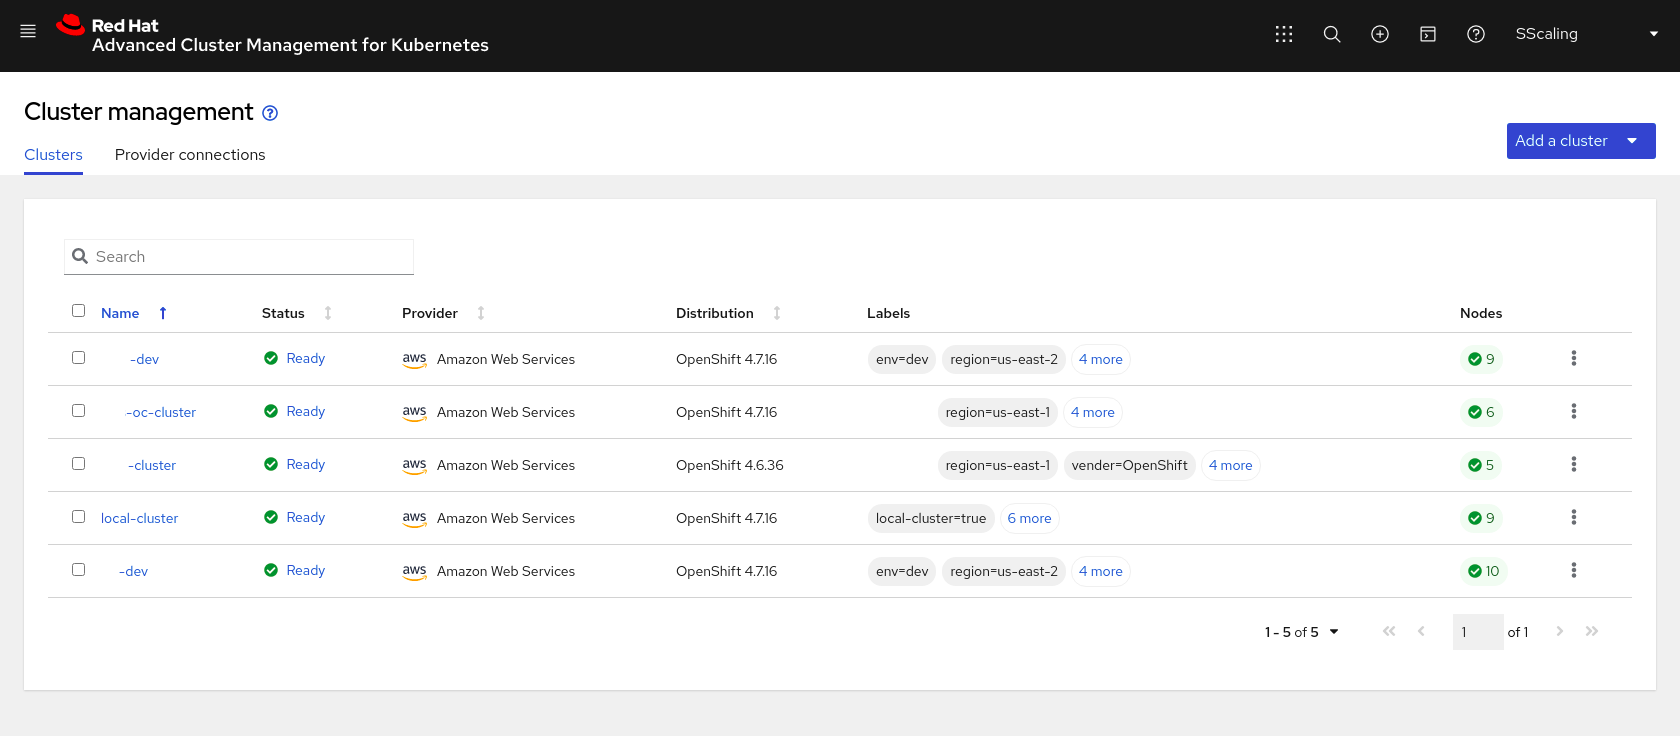 Red Hat
Advanced Cluster Management for Kubernetes
SScaling
Cluster management
Clusters Provider connections
Add a cluster
Search
Name Status Provider Distribution Labels Nodes
-dev Ready aws Amazon Web Services OpenShift 4.7.16 env=dev region=us-east-2 4 more 9
-oc-cluster Ready aws Amazon Web Services OpenShift 4.7.16 region=us-east-1 4 more 6
-cluster Ready aws Amazon Web Services OpenShift 4.6.36 region=us-east-1 vender=OpenShift 4 more 5
local-cluster Ready aws Amazon Web Services OpenShift 4.7.16 local-cluster=true 6 more 9
-dev Ready aws Amazon Web Services OpenShift 4.7.16 env=dev region=us-east-2 4 more 10
1 - 5 of 5 1 of 1